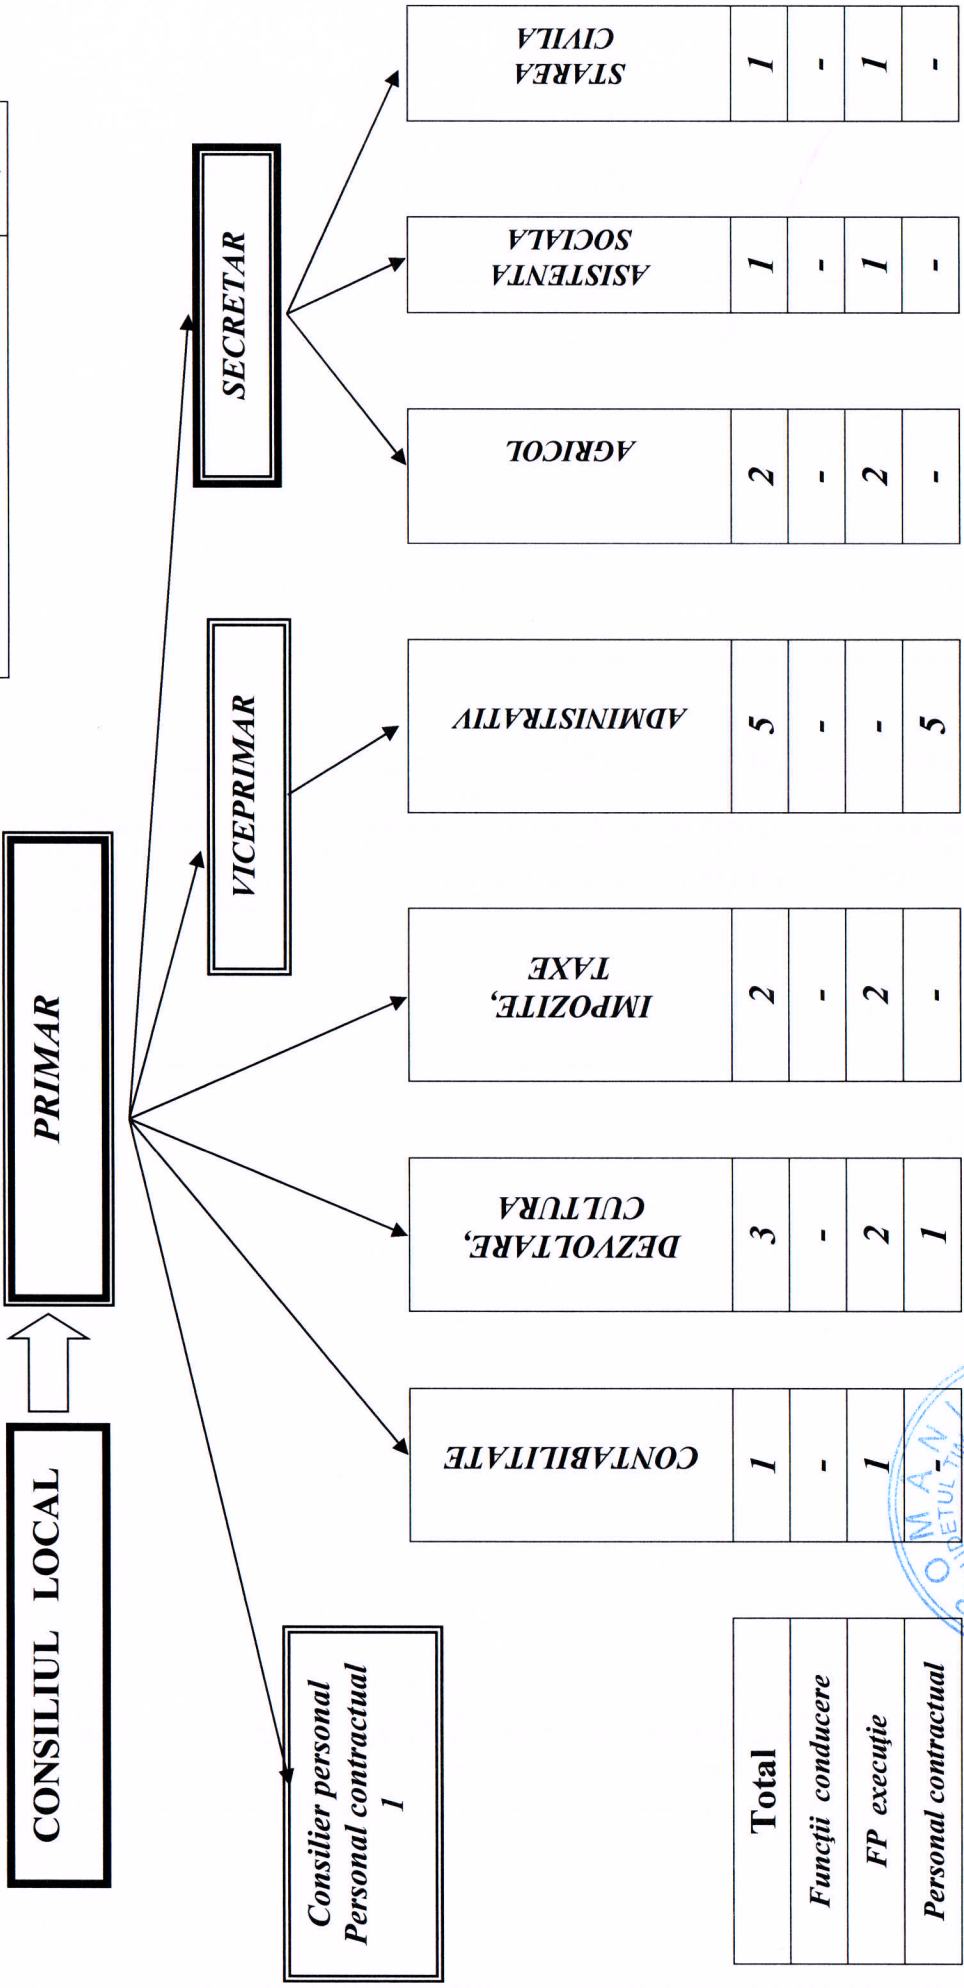 CONSILIUL LOCAL
PRIMAR
VICEPRIMAR
SECRETAR
Consilier personal
Personal contractual
1
CONTABILITATE
DEZVOLTARE,
CULTURA
IMPOZITE,
TAXE
ADMINISTRATIV
AGRICOL
ASISTENTA
SOCIALA
STAREA
CIVILA
Total 1 3 2 5 2 1 1
Funcţii conducere - - - - - - -
FP execuţie 1 2 2 - 2 1 1
Personal contractual - 1 - 5 - - -